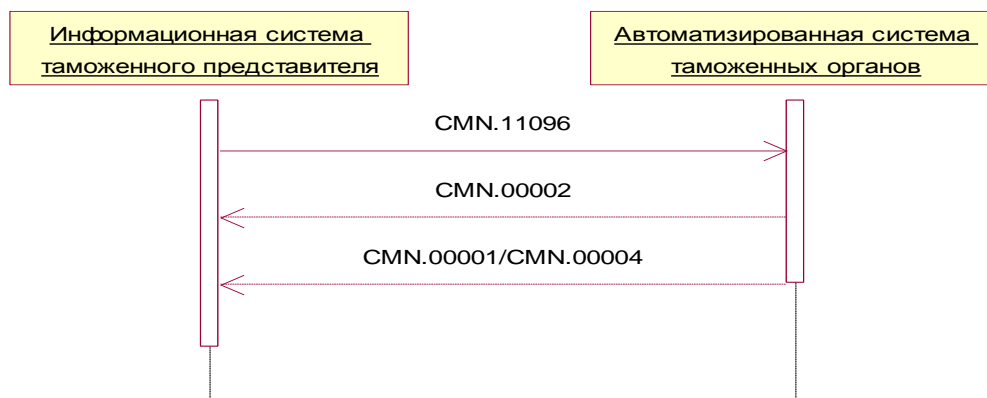 Информационная система
таможенного представителя
Автоматизированная система
таможенных органов
CMN.11096
CMN.00002
CMN.00001/CMN.00004